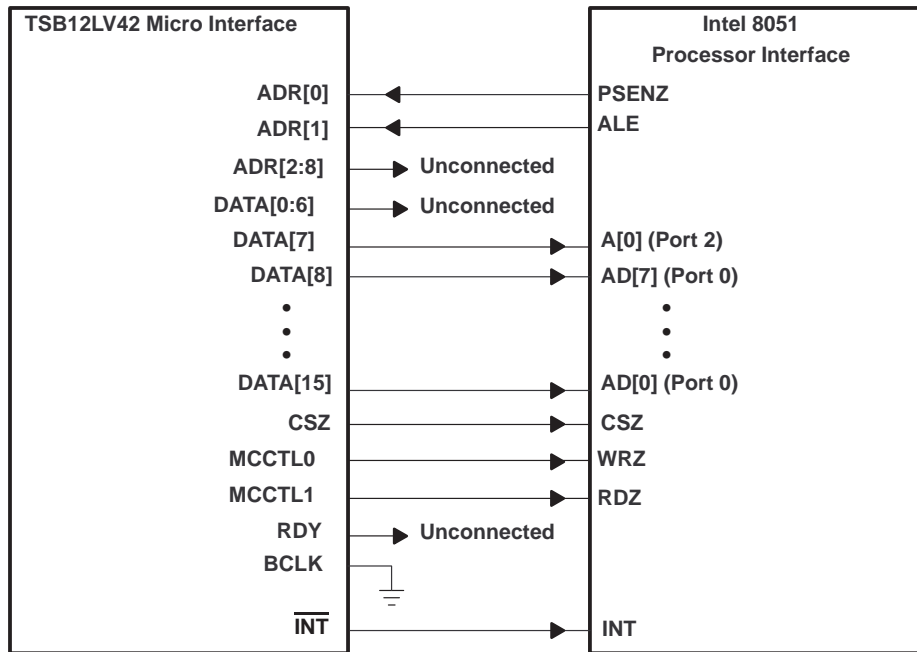 TSB12LV42 Micro Interface
Intel 8051
Processor Interface
ADR[0]
PSENZ
ADR[1]
ALE
ADR[2:8]
Unconnected
DATA[0:6]
Unconnected
DATA[7]
A[0] (Port 2)
DATA[8]
AD[7] (Port 0)
DATA[15]
AD[0] (Port 0)
CSZ
CSZ
MCCTL0
WRZ
MCCTL1
RDZ
RDY
Unconnected
BCLK
INT
INT